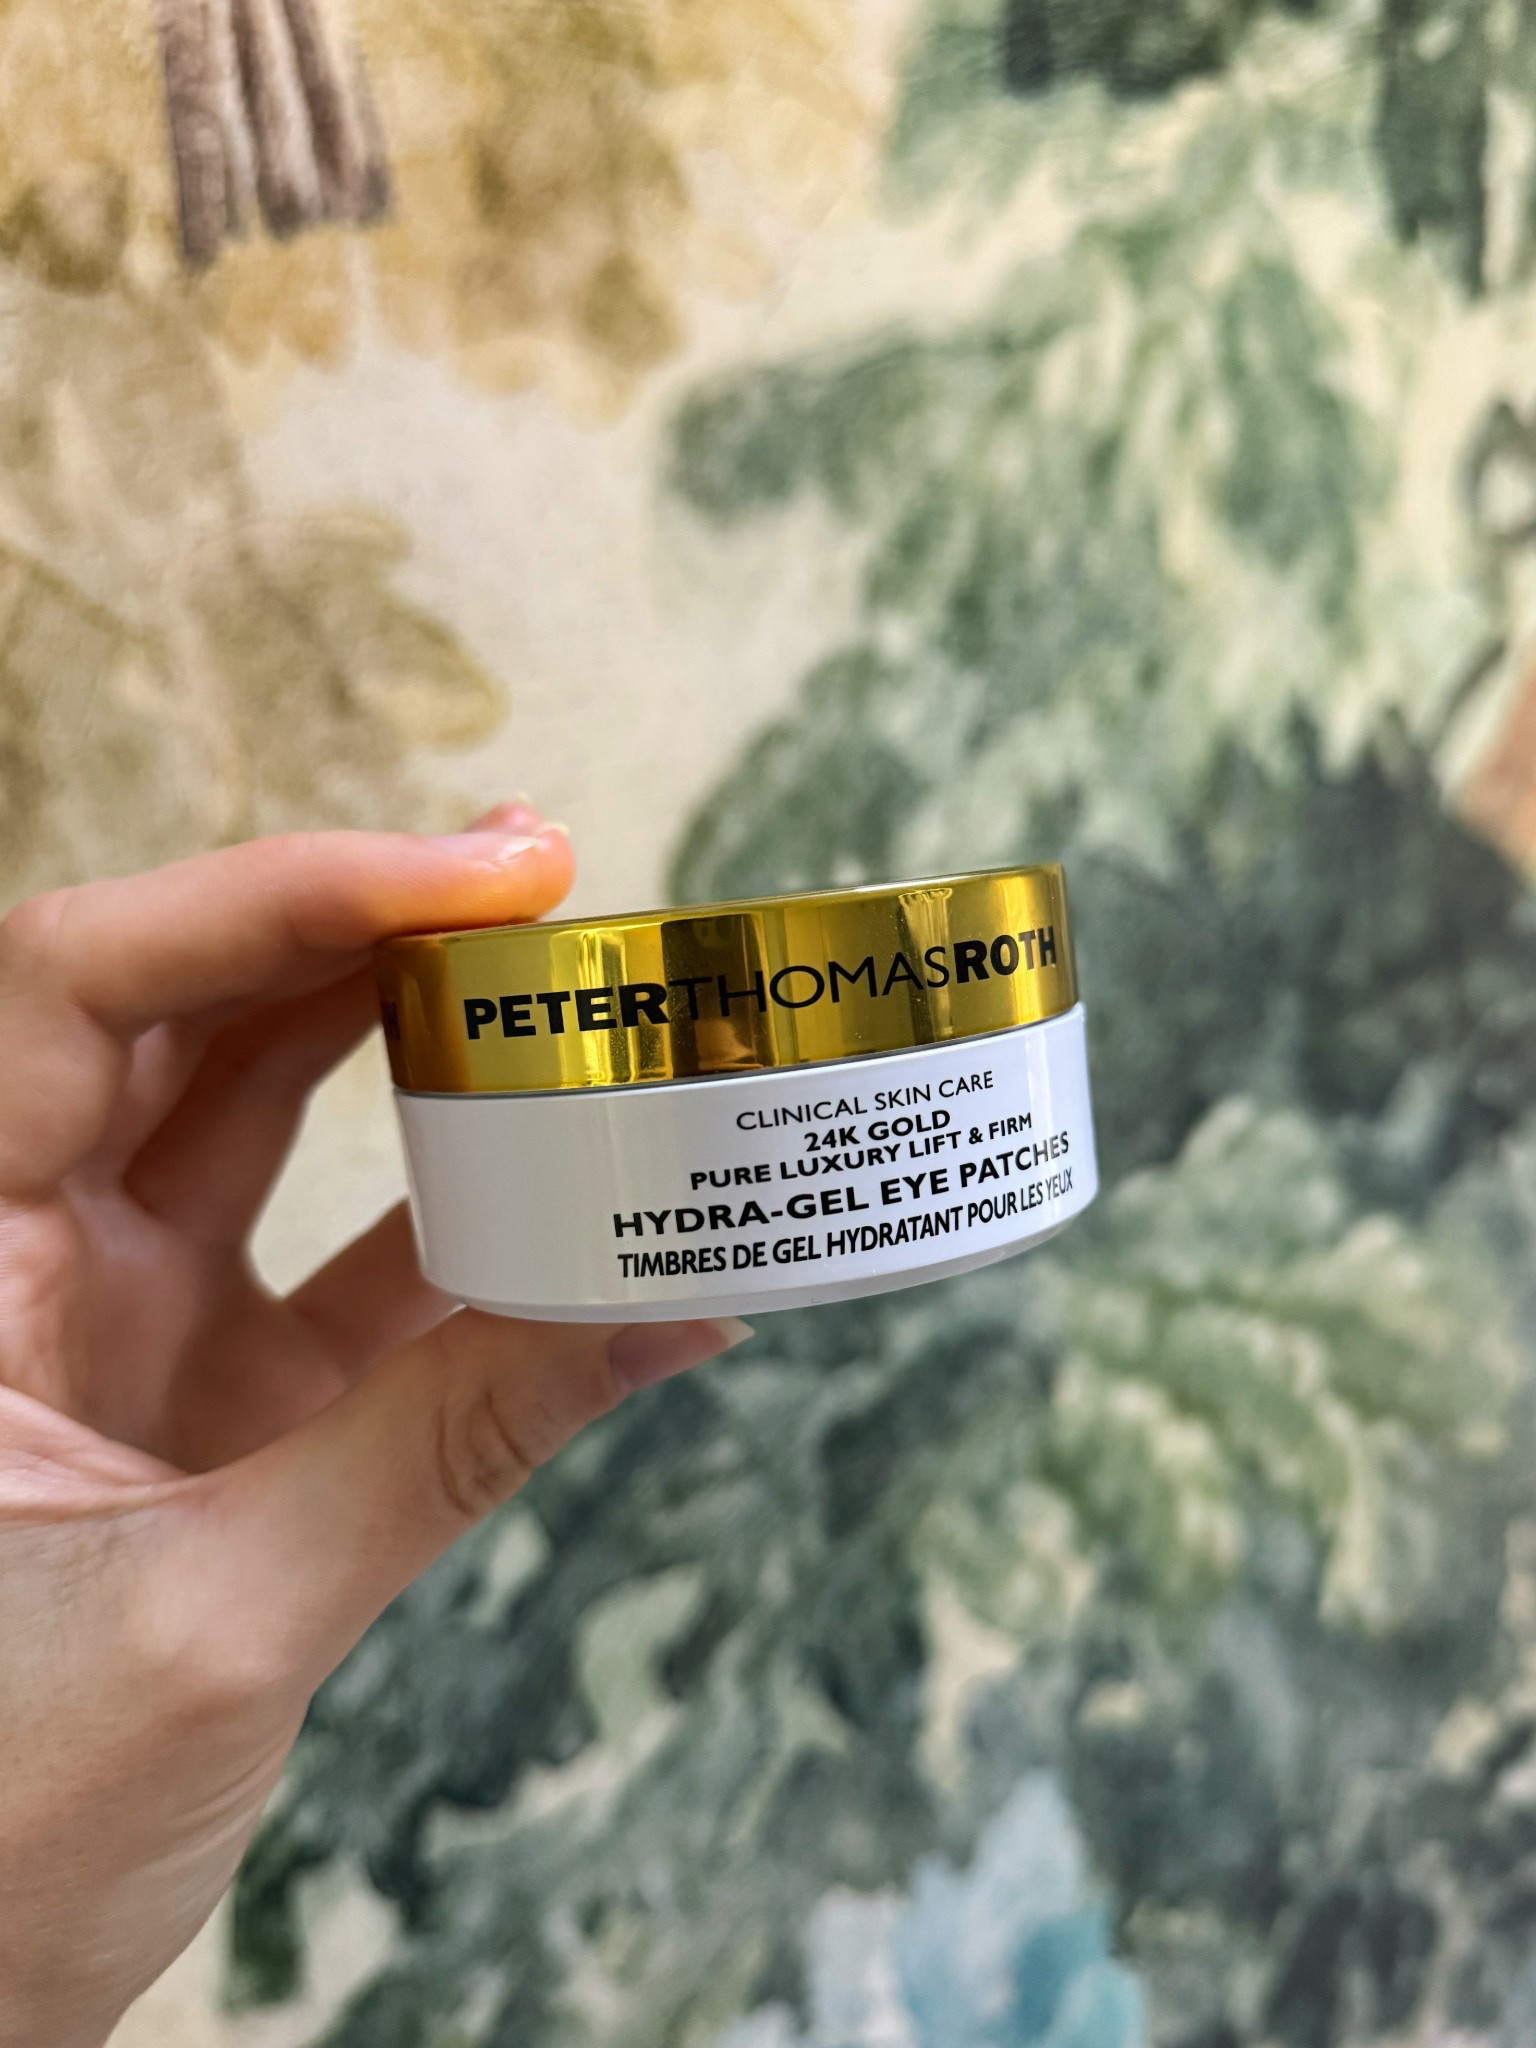 PETERTHOMASROTH
CLINICAL SKIN CARE
24K GOLD
PURE LUXURY LIFT & FIRM
HYDRA-GEL EYE PATCHES
TIMBRES DE GEL HYDRATANT POUR LES YEUX